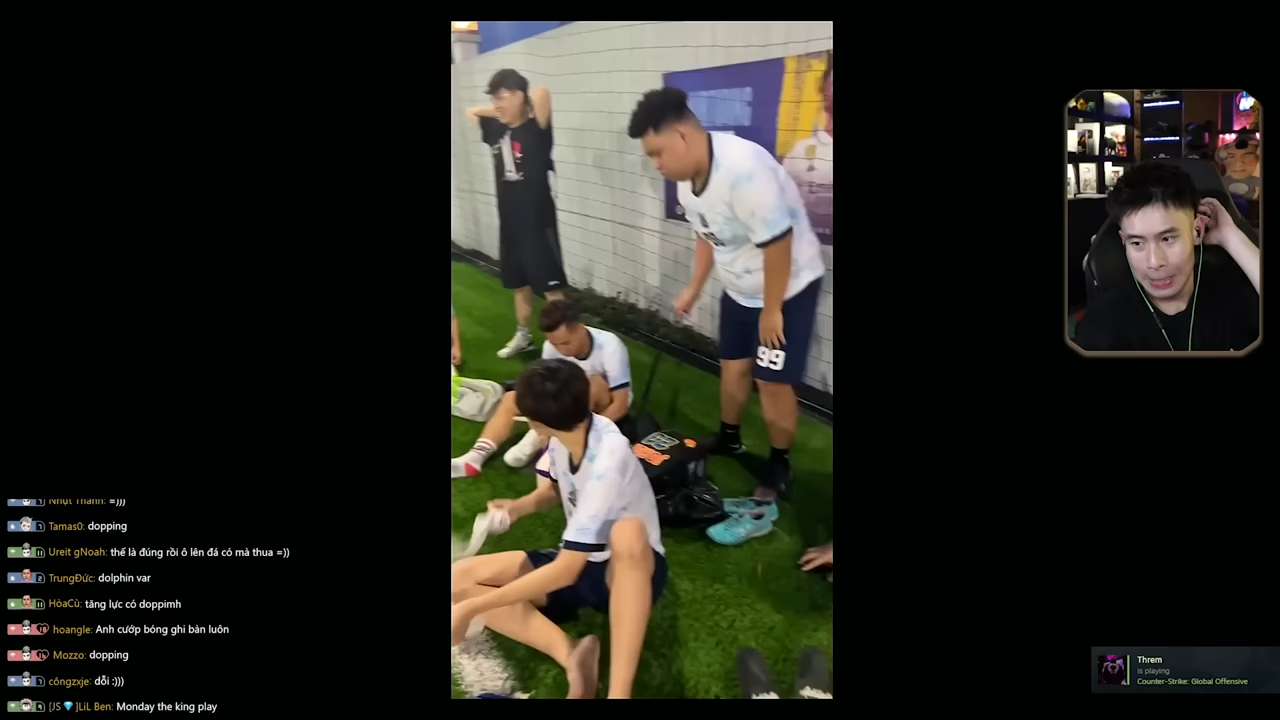 99
Nhựt Thanh: =)))
Tamas0: dopping
Ureit gNoah: thế là đúng rồi ô lên đá có mà thua =))
TrungĐức: dolphin var
HòaCù: tăng lực có doppimh
hoangle: Anh cướp bóng ghi bàn luôn
Mozzo: dopping
côngzxje: dỗi :)))
[JS 💎]LiL Ben: Monday the king play
Threm
is playing
Counter-Strike: Global Offensive